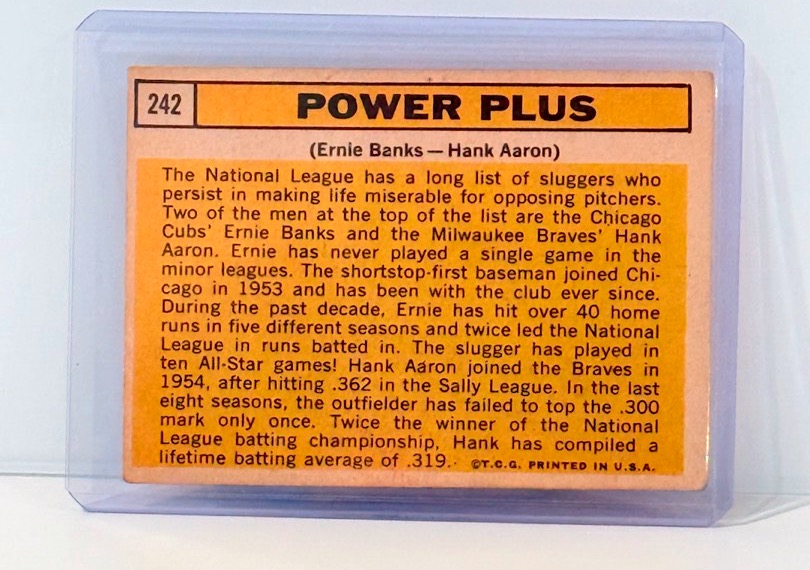 242
POWER PLUS
(Ernie Banks — Hank Aaron)
The National League has a long list of sluggers who
persist in making life miserable for opposing pitchers.
Two of the men at the top of the list are the Chicago
Cubs' Ernie Banks and the Milwaukee Braves' Hank
Aaron. Ernie has never played a single game in the
minor leagues. The shortstop-first baseman joined Chi-
cago in 1953 and has been with the club ever since.
During the past decade, Ernie has hit over 40 home
runs in five different seasons and twice led the National
League in runs batted in. The slugger has played in
ten All-Star games! Hank Aaron joined the Braves in
1954, after hitting .362 in the Sally League. In the last
eight seasons, the outfielder has failed to top the .300
mark only once. Twice the winner of the National
League batting championship, Hank has compiled a
lifetime batting average of .319. ©T.C.G. PRINTED IN U.S.A.